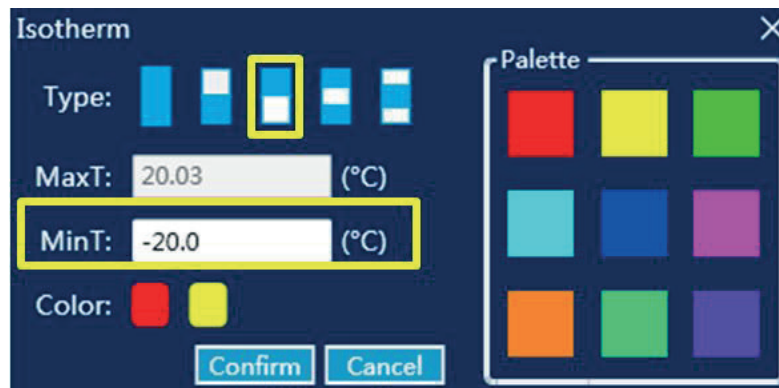 Isotherm
Palette
Type:
MaxT: 20.03 (°C)
MinT: -20.0 (°C)
Color:
Confirm Cancel